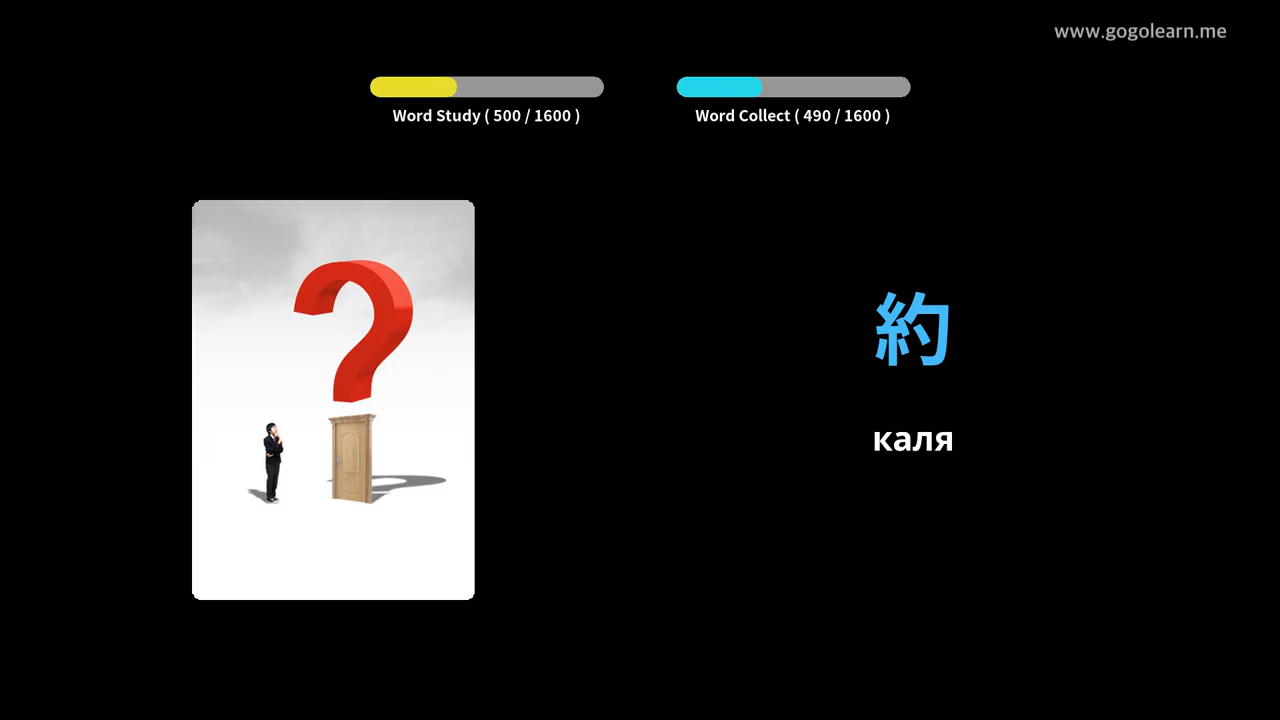 www.gogolearn.me
Word Study ( 500 / 1600 )
Word Collect ( 490 / 1600 )
?
約
каля